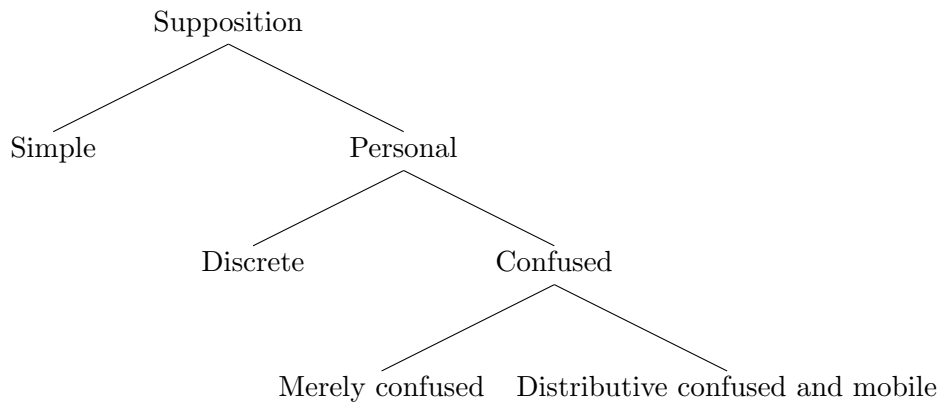 Supposition
Simple Personal
Discrete Confused
Merely confused Distributive confused and mobile